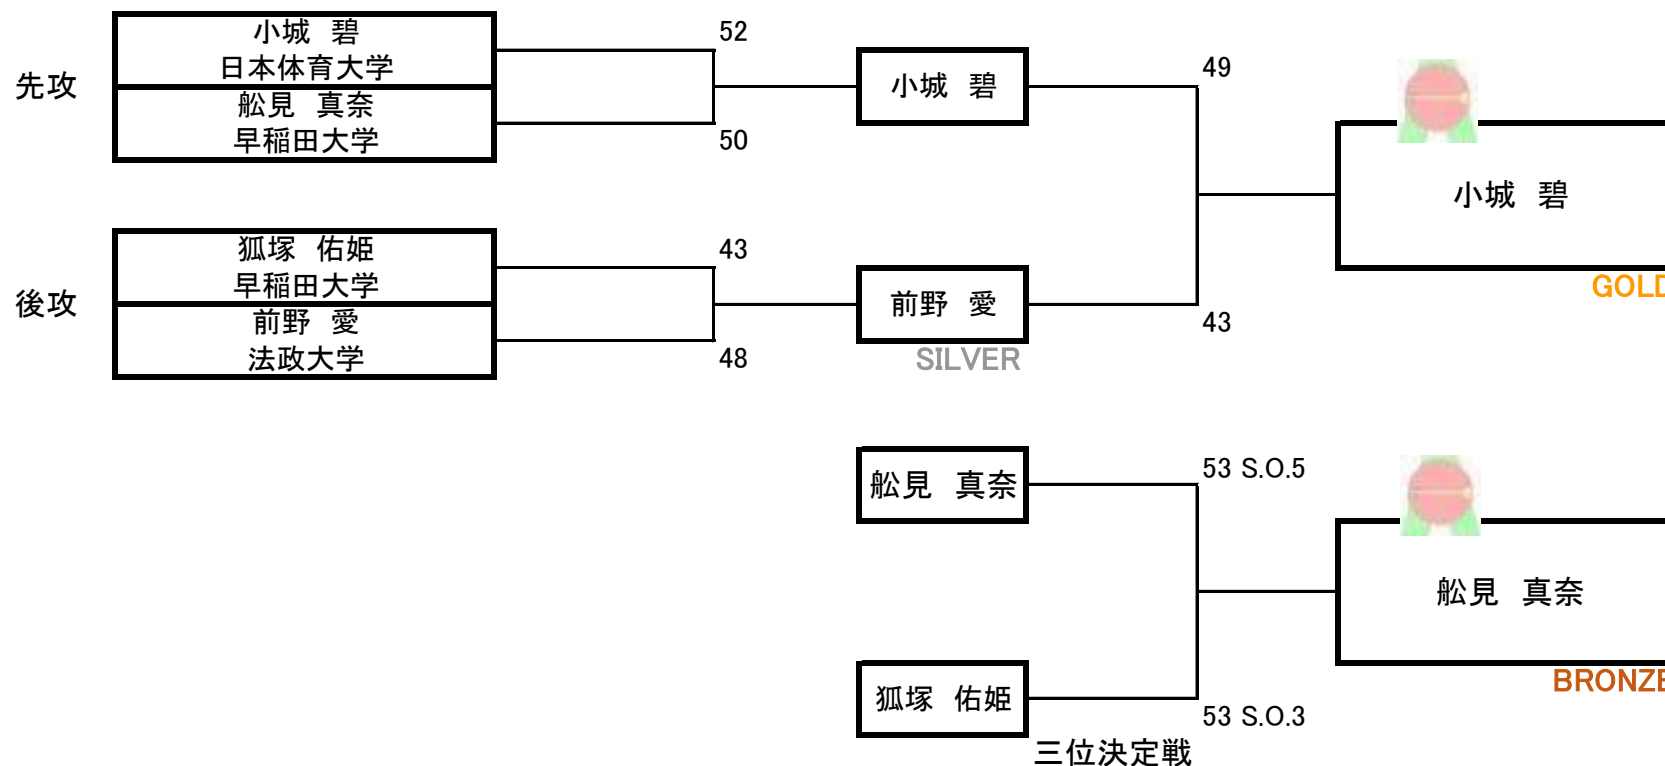 小城　碧
日本体育大学
先攻
舩見　真奈
早稲田大学
52
50
小城　碧
49
小城　碧
GOLD
狐塚　佑姫
早稲田大学
後攻
前野　愛
法政大学
43
48
前野　愛
43
SILVER
舩見　真奈
53 S.O.5
舩見　真奈
BRONZE
狐塚　佑姫
53 S.O.3
三位決定戦